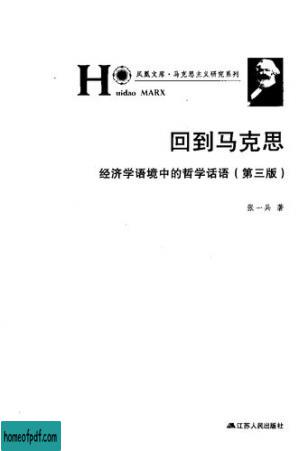 凤凰文库·马克思主义研究系列
Huidao MARX
回到马克思
经济学语境中的哲学话语（第三版）
张一兵 著
江苏人民出版社
homeofpdf.com